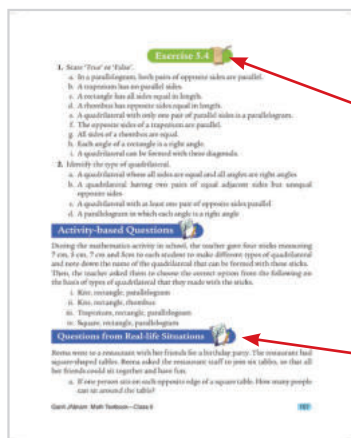 Exercise 5.4
1. State 'True' or 'False'.
a. In a parallelogram, both pairs of opposite sides are parallel.
b. A trapezium has no parallel sides.
c. A rectangle has all sides equal in length.
d. A rhombus has opposite sides equal in length.
e. A quadrilateral with only one pair of parallel sides is a parallelogram.
f. The opposite sides of a trapezium are parallel.
g. All sides of a rhombus are equal.
h. Each angle of a rectangle is a right angle.
i. A quadrilateral can be formed with three diagonals.
2. Identify the type of quadrilateral.
a. A quadrilateral whose all sides are equal and all angles are right angles
b. A quadrilateral having two pairs of equal adjacent sides but unequal
opposite sides
c. A quadrilateral with at least one pair of opposite sides parallel
d. A parallelogram in which each angle is a right angle
Activity-based Questions
During the mathematics activity in school, the teacher gave four sticks measuring
7 cm, 5 cm, 7 cm and 5cm to each student to make different types of quadrilateral
and note down the name of the quadrilateral that can be formed with these sticks.
Then, the teacher asked them to choose the correct option from the following on
the basis of types of quadrilateral that they made with the sticks.
i. Kite, rectangle, parallelogram
ii. Kite, rectangle, rhombus
iii. Trapezium, rectangle, parallelogram
iv. Square, rectangle, parallelogram
Questions from Real-life Situations
Reena went to a restaurant with her friends for a birthday party. The restaurant had
square-shaped tables. Reena asked the restaurant staff to join six tables, so that all
her friends could sit together and have fun.
a. If one person sits on each opposite edge of a square table. How many people
can sit around the table?
Ganit Math Textbook—Class 6